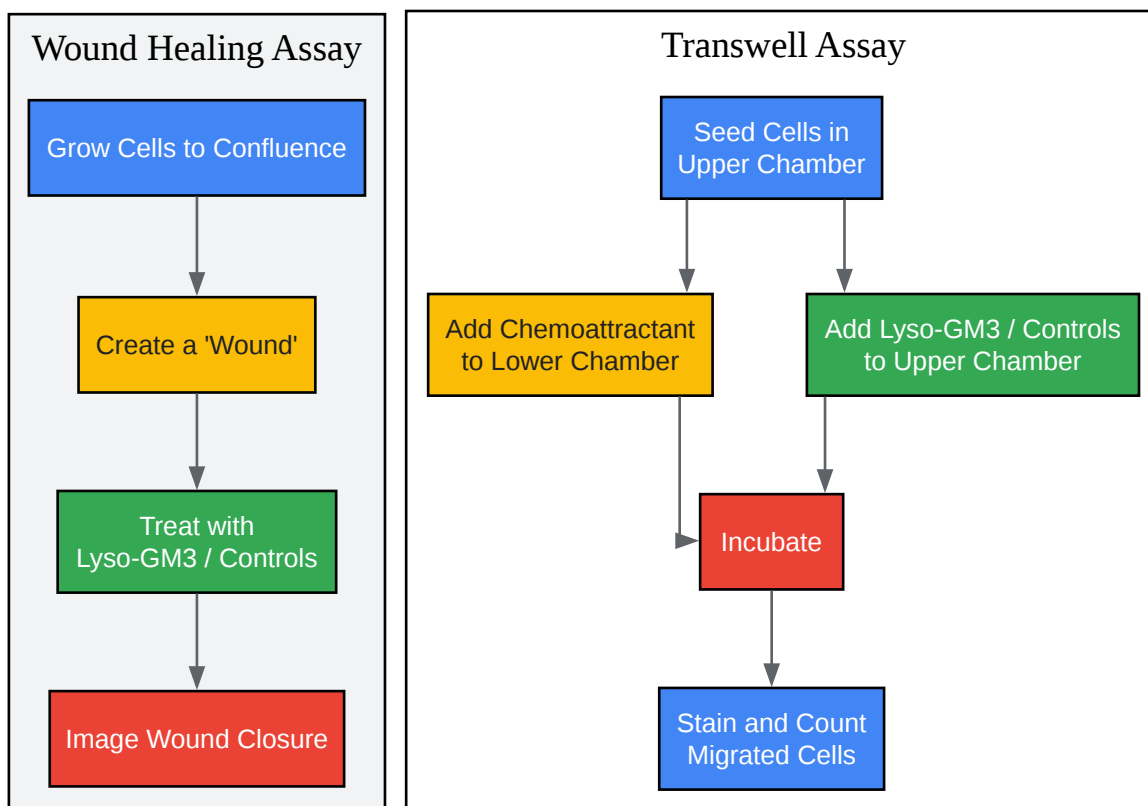 Wound Healing Assay
Grow Cells to Confluence
Create a 'Wound'
Treat with
Lyso-GM3 / Controls
Image Wound Closure
Transwell Assay
Seed Cells in
Upper Chamber
Add Chemoattractant
to Lower Chamber
Add Lyso-GM3 / Controls
to Upper Chamber
Incubate
Stain and Count
Migrated Cells